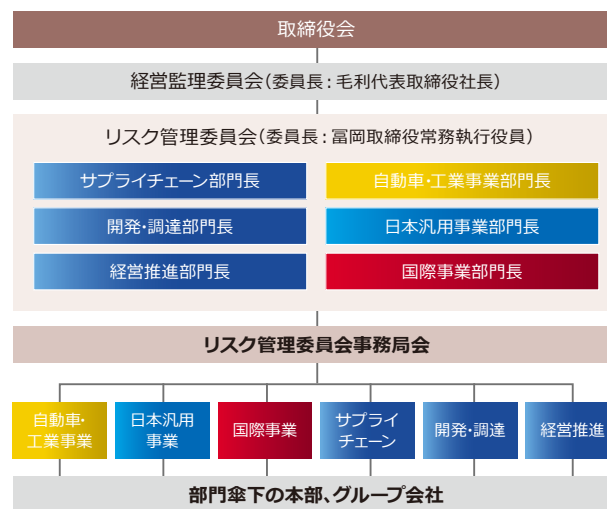 取締役会
経営監理委員会(委員長:毛利代表取締役社長)
リスク管理委員会(委員長:冨岡取締役常務執行役員)
サプライチェーン部門長
自動車・工業事業部門長
開発・調達部門長
日本汎用事業部門長
経営推進部門長
国際事業部門長
リスク管理委員会事務局会
自動車・
工業事業
日本汎用
事業
国際事業
サプライ
チェーン
開発・調達
経営推進
部門傘下の本部、グループ会社